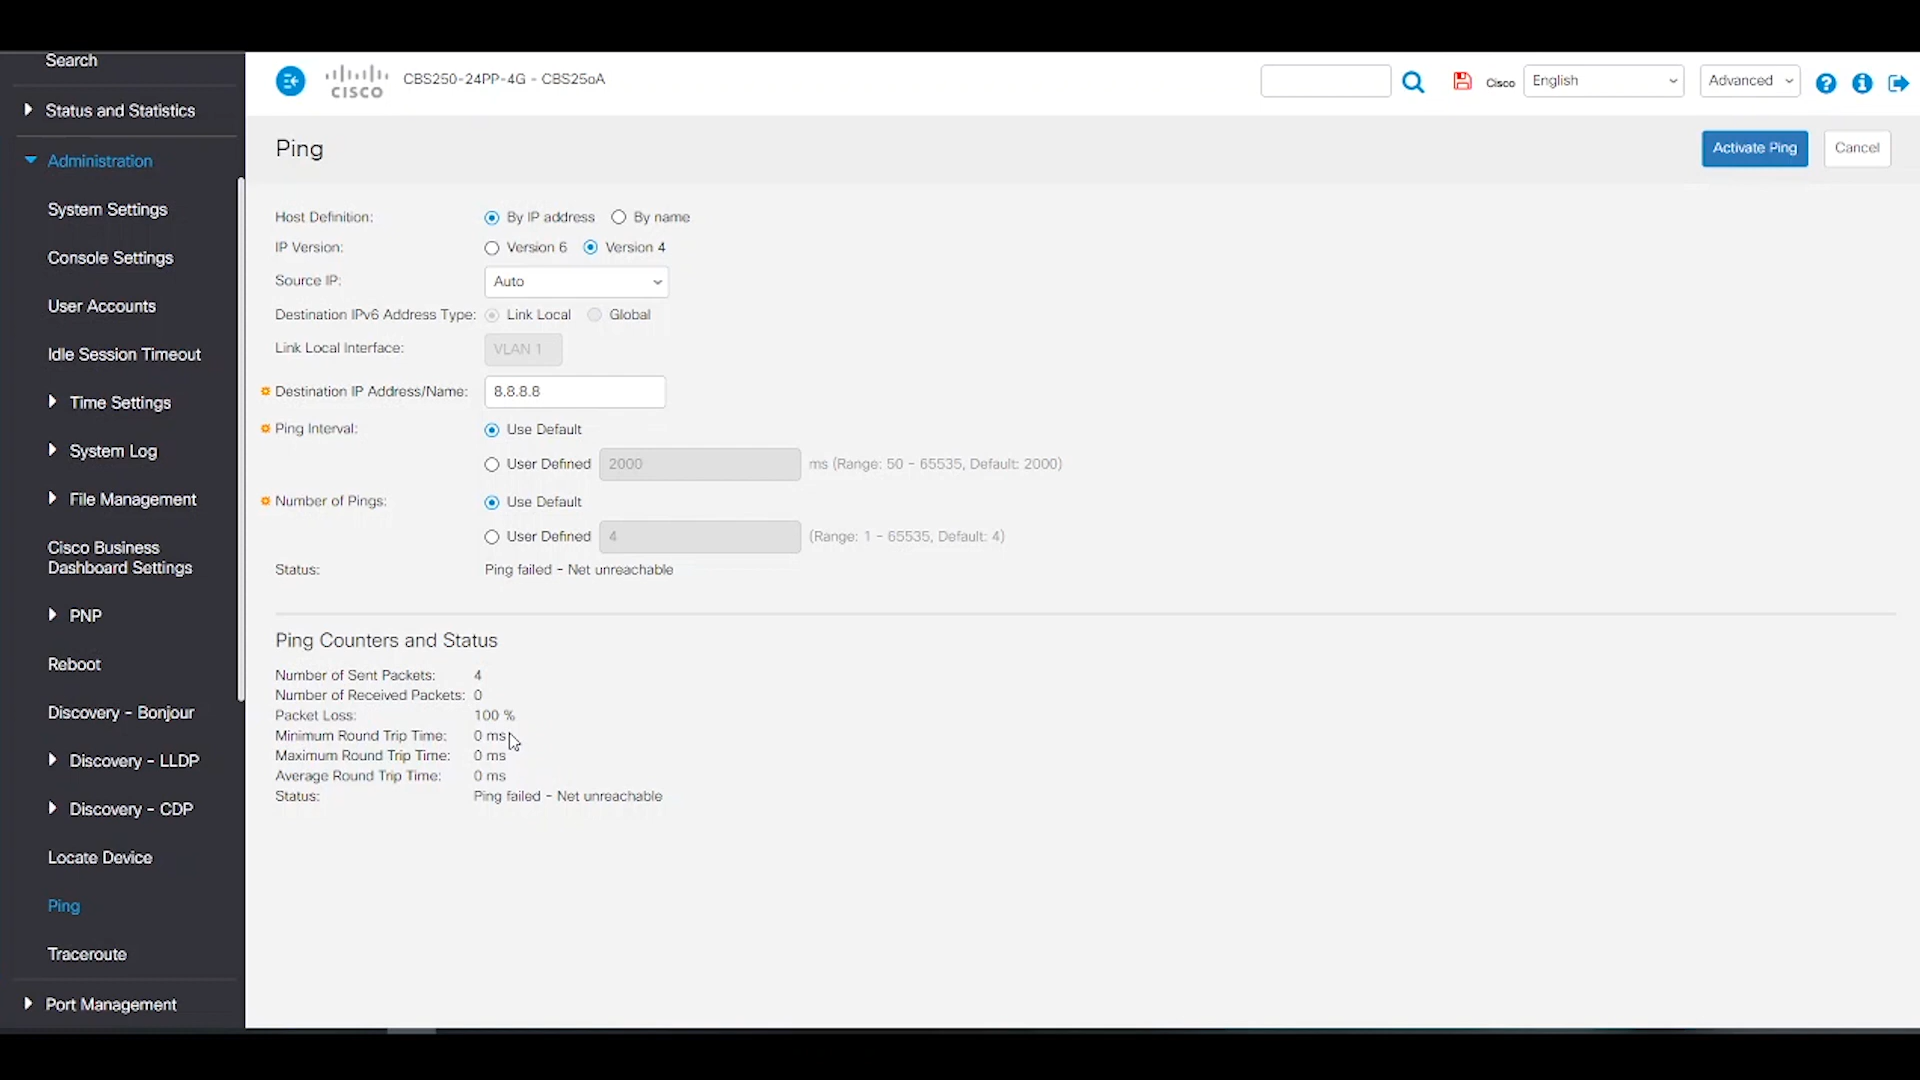 Search
Status and Statistics
Administration
System Settings
Console Settings
User Accounts
Idle Session Timeout
Time Settings
System Log
File Management
Cisco Business
Dashboard Settings
PNP
Reboot
Discovery - Bonjour
Discovery - LLDP
Discovery - CDP
Locate Device
Ping
Traceroute
Port Management
CISCO
CBS250-24PP-4G - CBS25oA
Cisco
English
Advanced
Ping
Activate Ping
Cancel
Host Definition: By IP address By name
IP Version: Version 6 Version 4
Source IP: Auto
Destination IPv6 Address Type: Link Local Global
Link Local Interface: VLAN 1
Destination IP Address/Name: 8.8.8.8
Ping Interval: Use Default
User Defined 2000 ms (Range: 50 - 65535, Default: 2000)
Number of Pings: Use Default
User Defined 4 (Range: 1 - 65535, Default: 4)
Status: Ping failed - Net unreachable
Ping Counters and Status
Number of Sent Packets: 4
Number of Received Packets: 0
Packet Loss: 100 %
Minimum Round Trip Time: 0 ms
Maximum Round Trip Time: 0 ms
Average Round Trip Time: 0 ms
Status: Ping failed - Net unreachable